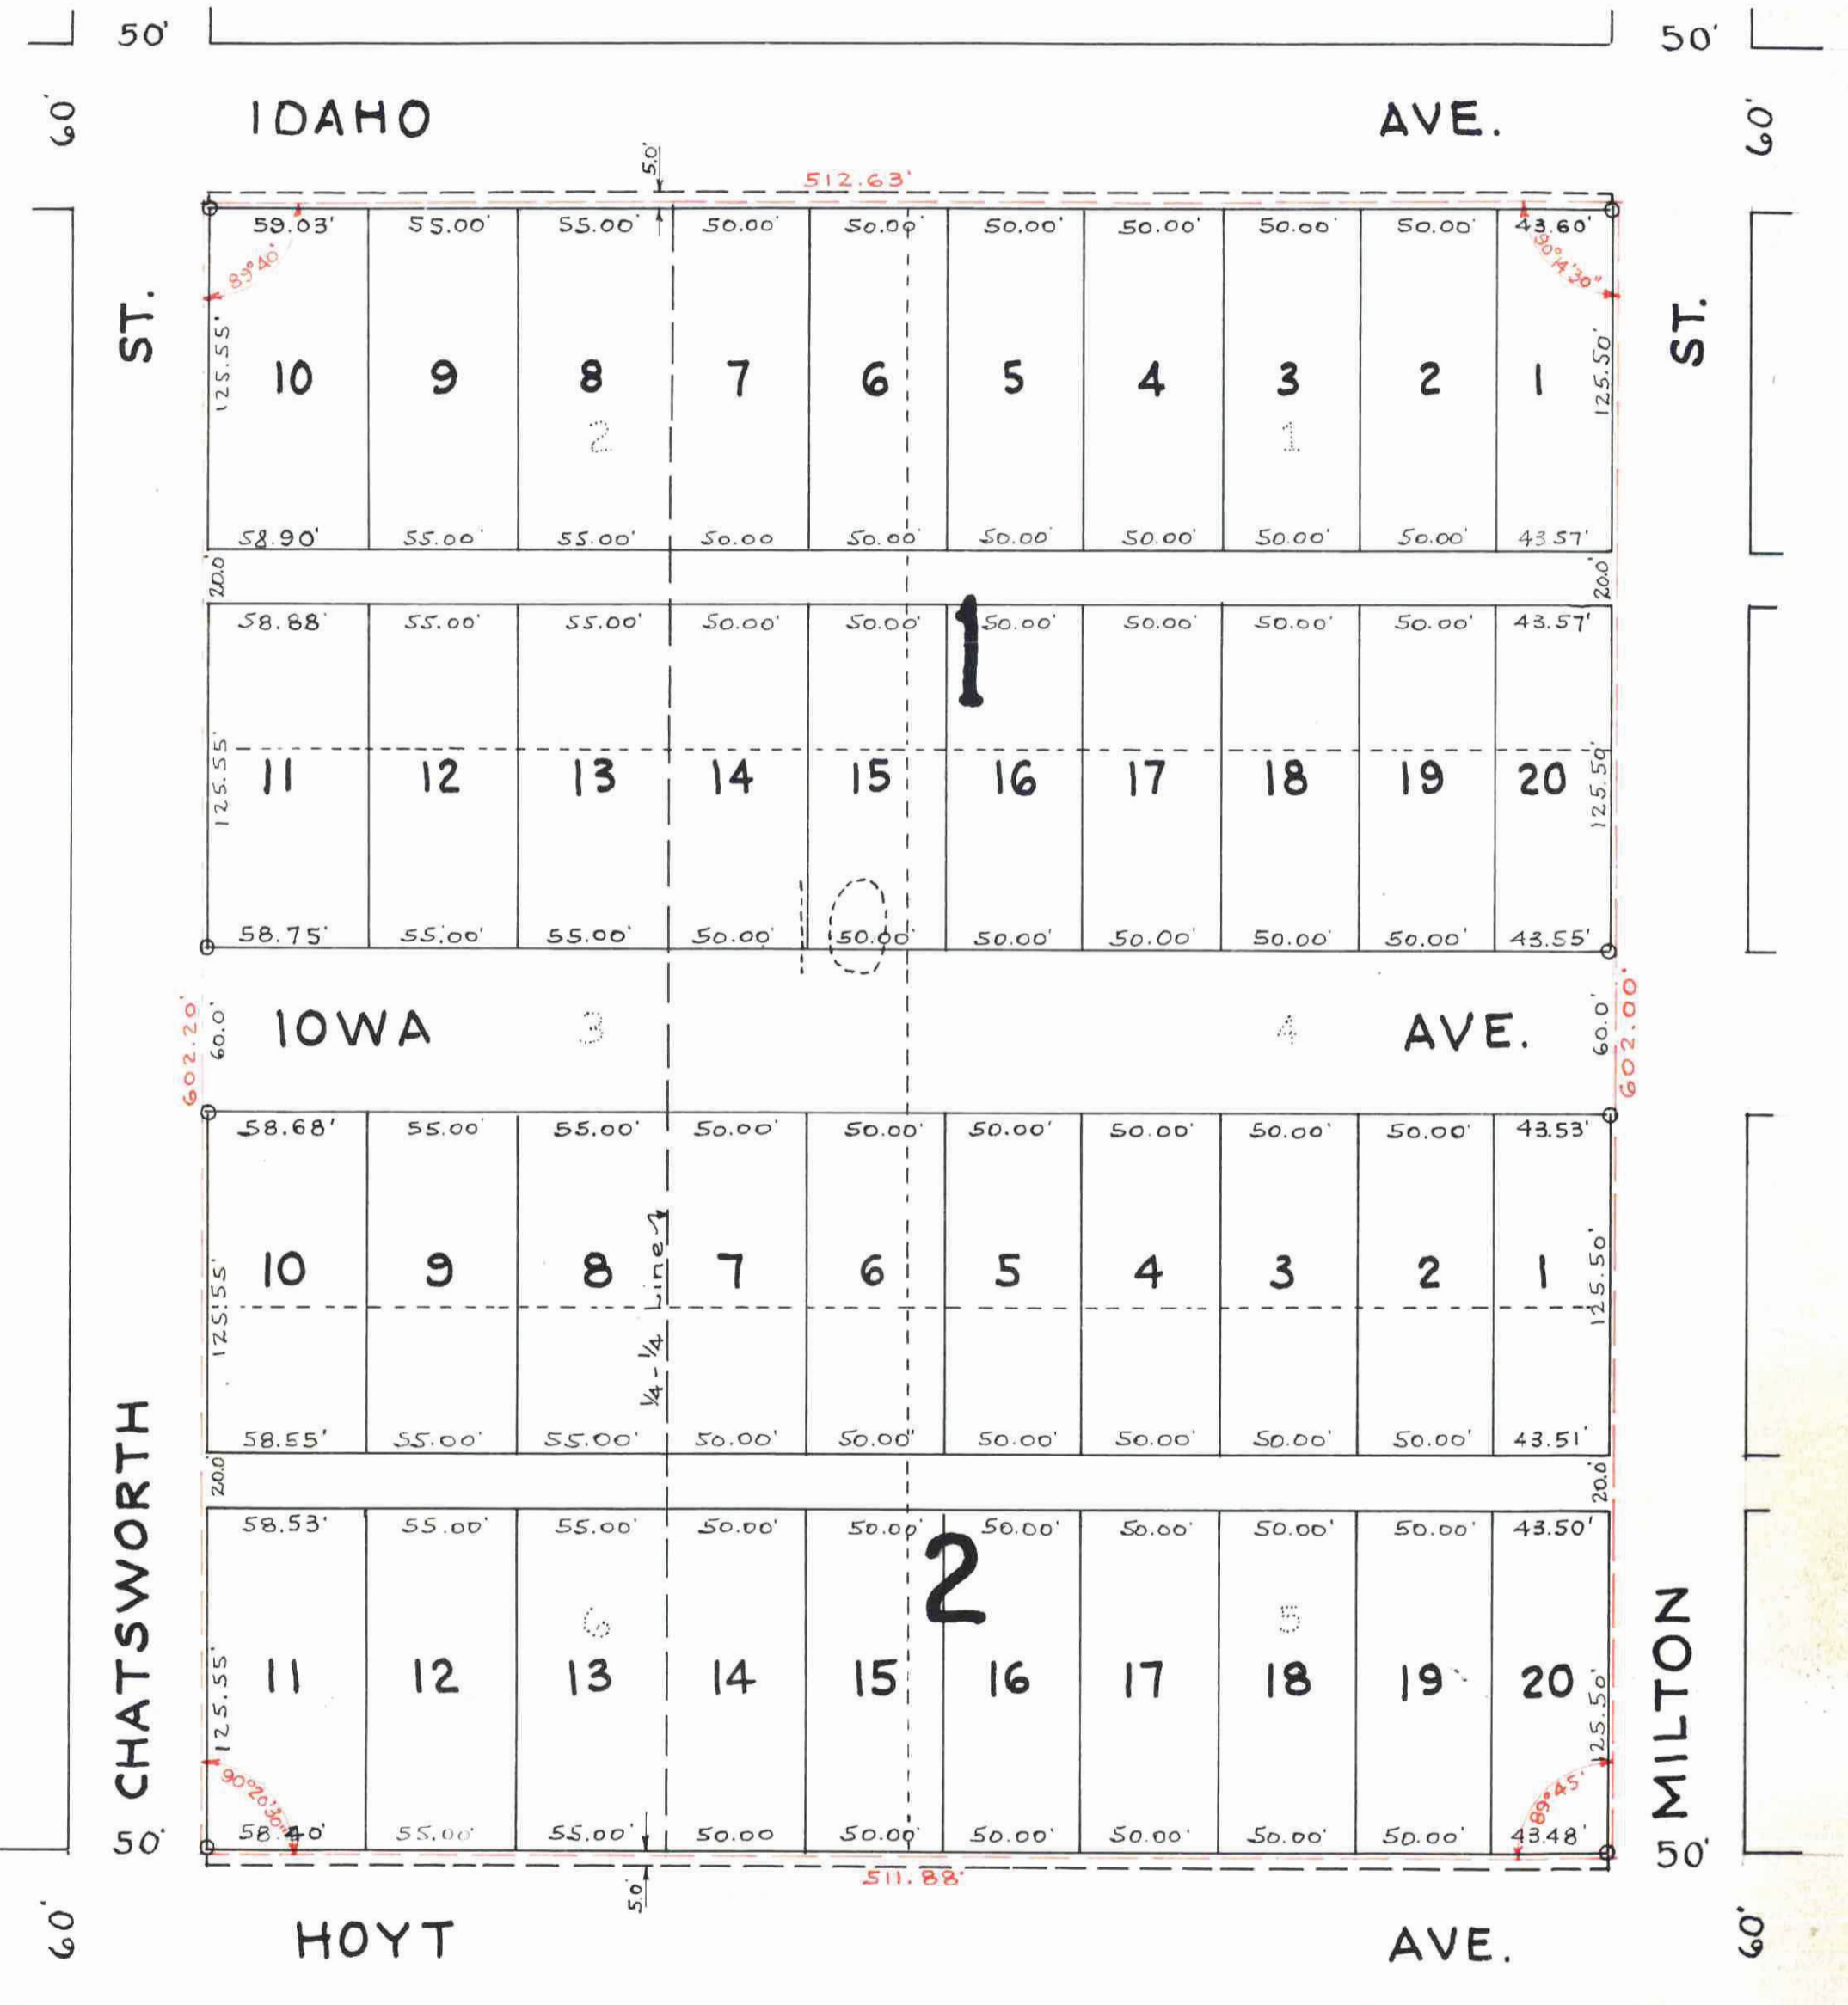 50' 50'
60' IDAHO AVE. 60'
5.0'
512.63'
59.03' 55.00' 55.00' 50.00' 50.00' 50.00' 50.00' 50.00' 50.00' 43.60'
89°40' 90°14'30"
ST. ST.
125.55' 125.50'
10 9 8 7 6 5 4 3 2 1
2 1
58.90' 55.00' 55.00' 50.00 50.00' 50.00' 50.00' 50.00' 50.00' 43.57'
20.0' 20.0'
58.88' 55.00' 55.00' 50.00' 50.00' 50.00' 50.00' 50.00' 50.00' 43.57'
1
125.55' 125.50'
11 12 13 14 15 16 17 18 19 20
58.75' 55.00' 55.00' 50.00' 50.00' 50.00' 50.00' 50.00' 50.00' 43.55'
602.20' 60.0' IOWA 3 4 AVE. 60.0' 602.00'
58.68' 55.00' 55.00' 50.00' 50.00' 50.00' 50.00' 50.00' 50.00' 43.53'
10 9 8 7 6 5 4 3 2 1
125.55' 125.50'
1/4-1/4 Line
58.55' 55.00' 55.00' 50.00' 50.00' 50.00' 50.00' 50.00' 50.00' 43.51'
20.0' 20.0'
58.53' 55.00' 55.00' 50.00' 50.00' 50.00' 50.00' 50.00' 50.00' 43.50'
2
6 5
CHATSWORTH MILTON
11 12 13 14 15 16 17 18 19 20
125.55' 125.50'
90°20'30" 89°45'
50' 58.40' 55.00' 55.00' 50.00 50.00' 50.00' 50.00' 50.00' 50.00' 43.48' 50'
511.88'
5.0'
60' HOYT AVE. 60'